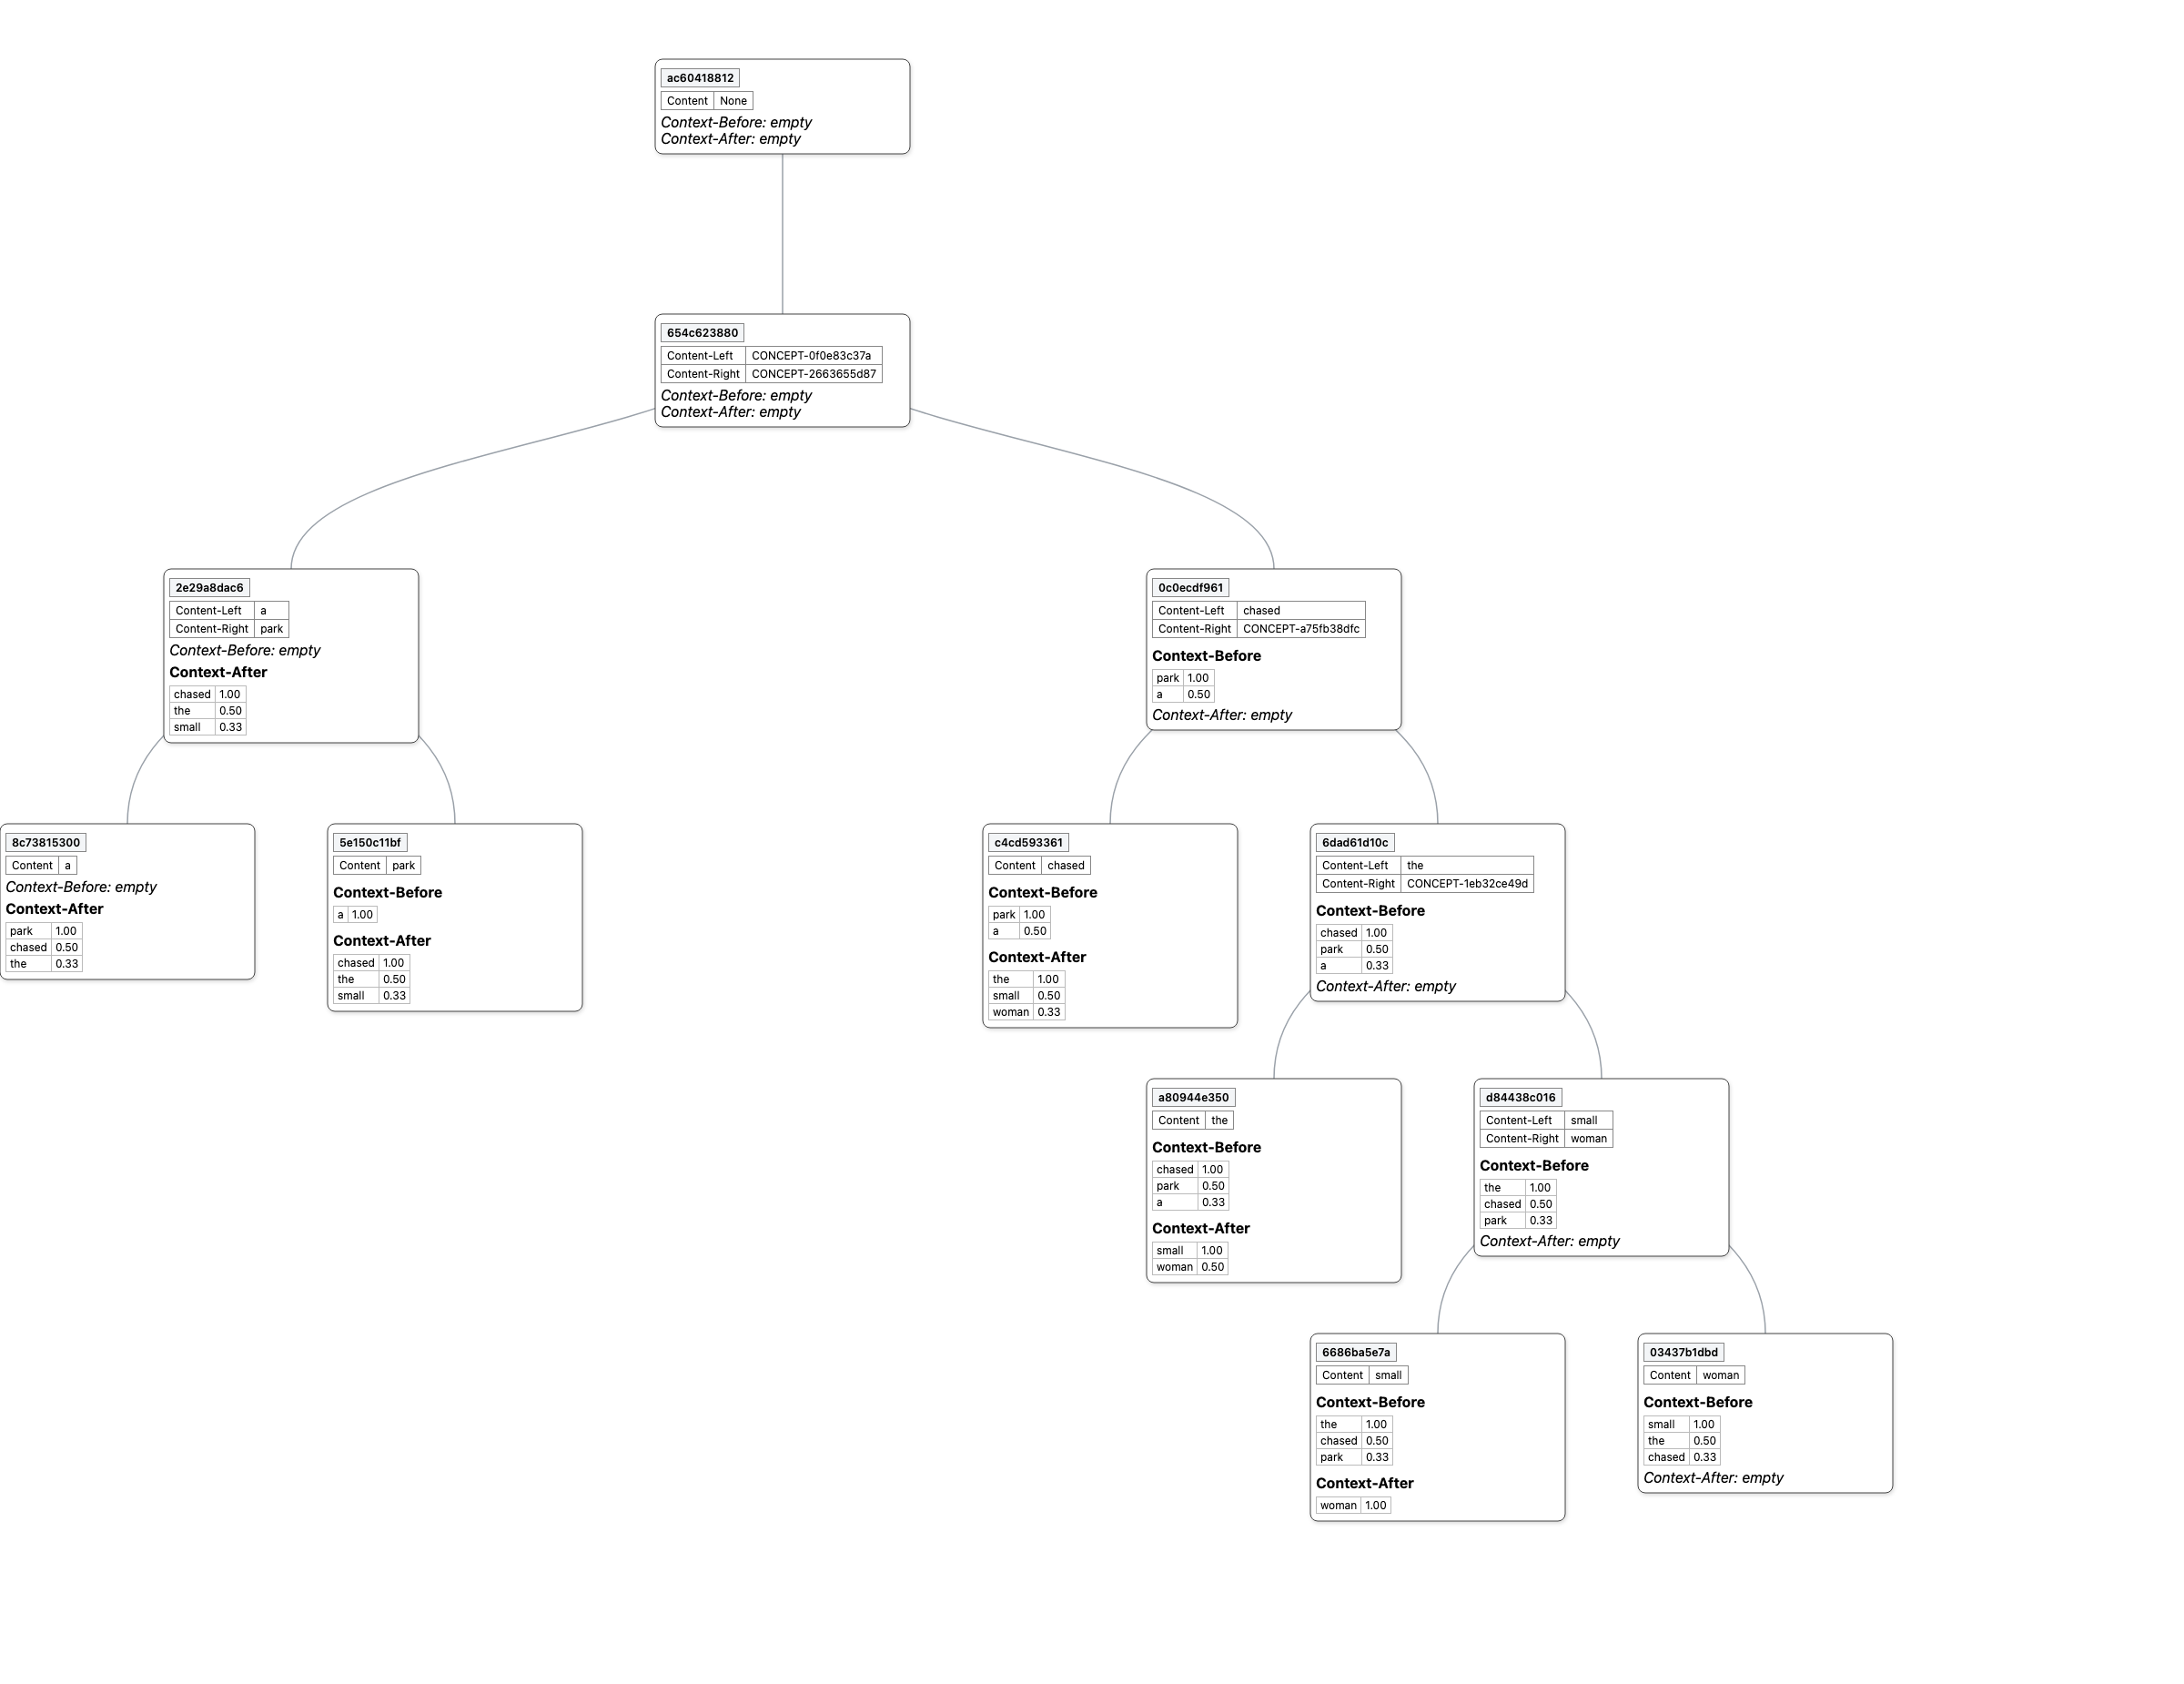 ac60418812
Content None
Context-Before: empty
Context-After: empty
654c623880
Content-Left CONCEPT-0f0e83c37a
Content-Right CONCEPT-2663655d87
Context-Before: empty
Context-After: empty
2e29a8dac6
Content-Left a
Content-Right park
Context-Before: empty
Context-After
chased 1.00
the 0.50
small 0.33
0c0ecdf961
Content-Left chased
Content-Right CONCEPT-a75fb38dfc
Context-Before
park 1.00
a 0.50
Context-After: empty
8c73815300
Content a
Context-Before: empty
Context-After
park 1.00
chased 0.50
the 0.33
5e150c11bf
Content park
Context-Before
a 1.00
Context-After
chased 1.00
the 0.50
small 0.33
c4cd593361
Content chased
Context-Before
park 1.00
a 0.50
Context-After
the 1.00
small 0.50
woman 0.33
6dad61d10c
Content-Left the
Content-Right CONCEPT-1eb32ce49d
Context-Before
chased 1.00
park 0.50
a 0.33
Context-After: empty
a80944e350
Content the
Context-Before
chased 1.00
park 0.50
a 0.33
Context-After
small 1.00
woman 0.50
d84438c016
Content-Left small
Content-Right woman
Context-Before
the 1.00
chased 0.50
park 0.33
Context-After: empty
6686ba5e7a
Content small
Context-Before
the 1.00
chased 0.50
park 0.33
Context-After
woman 1.00
03437b1dbd
Content woman
Context-Before
small 1.00
the 0.50
chased 0.33
Context-After: empty